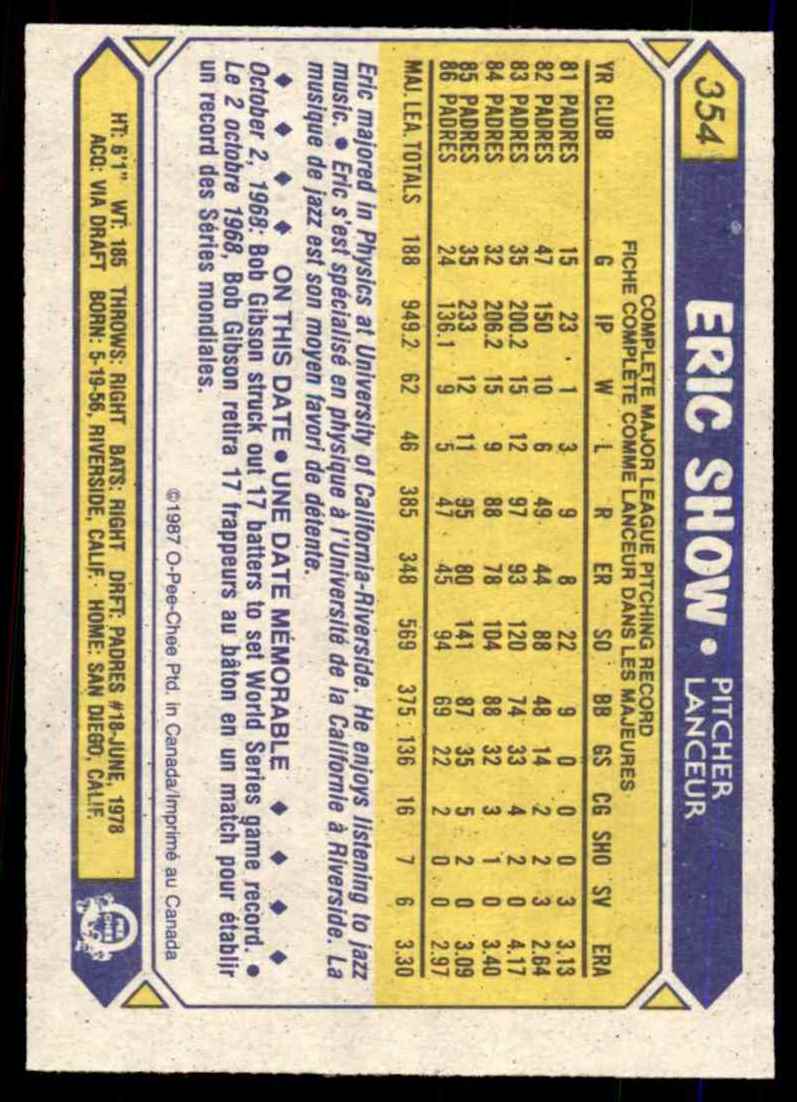 354 ERIC SHOW • PITCHER
LANCEUR
COMPLETE MAJOR LEAGUE PITCHING RECORD
FICHE COMPLÈTE COMME LANCEUR DANS LES MAJEURES
YR CLUB G IP W L R ER SO BB GS CG SHO SV ERA
81 PADRES 15 23 1 3 9 8 22 9 0 0 0 3 3.13
82 PADRES 47 150 10 6 49 44 88 48 14 2 2 3 2.64
83 PADRES 35 200.2 15 12 97 93 120 74 33 4 2 0 4.17
84 PADRES 32 206.2 15 9 88 78 104 88 32 3 1 0 3.40
85 PADRES 35 233 12 11 95 80 141 87 35 5 2 0 3.09
86 PADRES 24 136.1 9 5 47 45 94 69 22 2 0 0 2.97
MAJ. LEA. TOTALS 188 949.2 62 46 385 348 569 375 136 16 7 6 3.30
Eric majored in Physics at University of California-Riverside. He enjoys listening to jazz
music. • Eric s'est spécialisé en physique à l'Université de la Californie à Riverside. La
musique de jazz est son moyen favori de détente.
♦ ♦ ♦ ♦ ON THIS DATE • UNE DATE MÉMORABLE ♦ ♦ ♦ ♦
October 2, 1968: Bob Gibson struck out 17 batters to set World Series game record. •
Le 2 octobre 1968, Bob Gibson retira 17 frappeurs au bâton en un match pour établir
un record des Séries mondiales.
©1987 O-Pee-Chee Ptd. in Canada/Imprimé au Canada
HT: 6'1" WT: 185 THROWS: RIGHT BATS: RIGHT DRFT: PADRES #18-JUNE, 1978
ACQ: VIA DRAFT BORN: 5-19-56, RIVERSIDE, CALIF. HOME: SAN DIEGO, CALIF.
O
PEE
CHEE